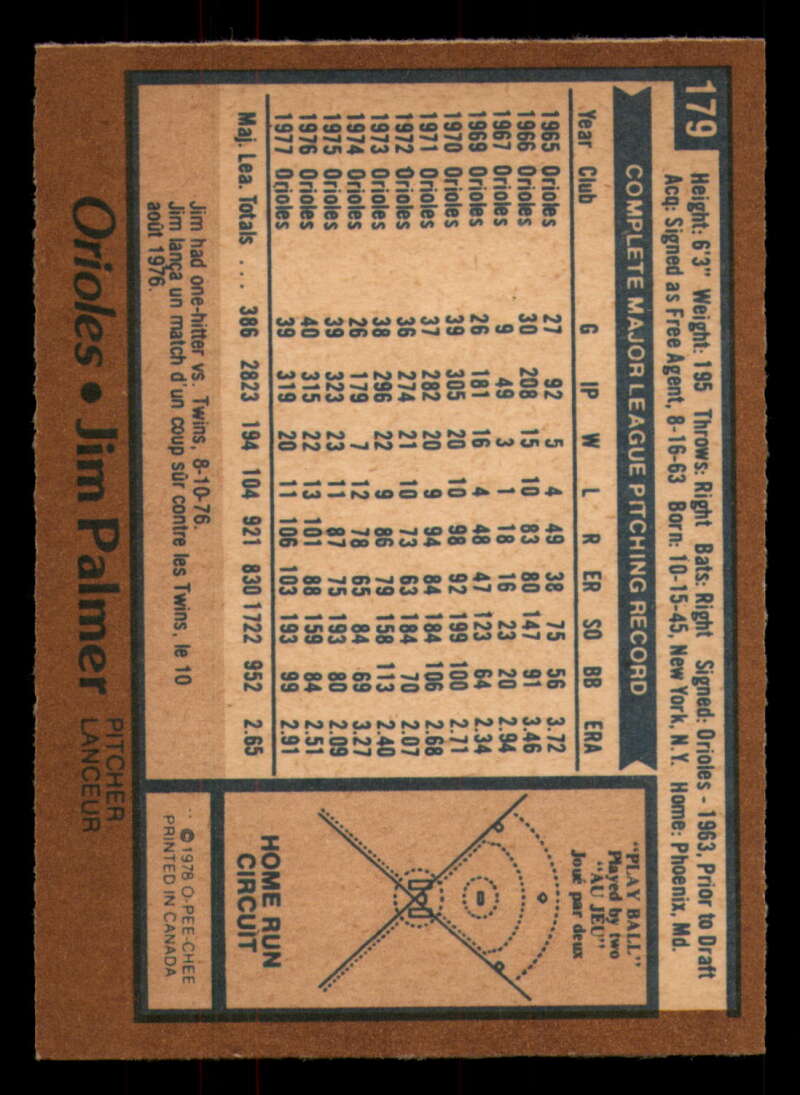 179
Height: 6'3" Weight: 195 Throws: Right Bats: Right Signed: Orioles - 1963, Prior to Draft
Acq: Signed as Free Agent, 8-16-63 Born: 10-15-45, New York, N.Y. Home: Phoenix, Md.
COMPLETE MAJOR LEAGUE PITCHING RECORD
Year Club G IP W L R ER SO BB ERA
1965 Orioles 27 92 5 4 49 38 75 56 3.72
1966 Orioles 30 208 15 10 83 80 147 91 3.46
1967 Orioles 9 49 3 1 18 16 23 20 2.94
1969 Orioles 26 181 16 4 48 47 123 64 2.34
1970 Orioles 39 305 20 10 98 92 199 100 2.71
1971 Orioles 37 282 20 9 94 84 184 106 2.68
1972 Orioles 36 274 21 10 73 63 184 70 2.07
1973 Orioles 38 296 22 9 86 79 158 113 2.40
1974 Orioles 26 179 7 12 78 65 84 69 3.27
1975 Orioles 39 323 23 11 87 75 193 80 2.09
1976 Orioles 40 315 22 13 101 88 159 84 2.51
1977 Orioles 39 319 20 11 106 103 193 99 2.91
Maj. Lea. Totals ... 386 2823 194 104 921 830 1722 952 2.65
Jim had one-hitter vs. Twins, 8-10-76.
Jim lança un match d'un coup sûr contre les Twins, le 10
août 1976.
"PLAY BALL"
Played by two
"AU JEU"
Joué par deux
HOME RUN
CIRCUIT
© 1978 O-PEE-CHEE
PRINTED IN CANADA
Orioles • Jim Palmer
PITCHER
LANCEUR